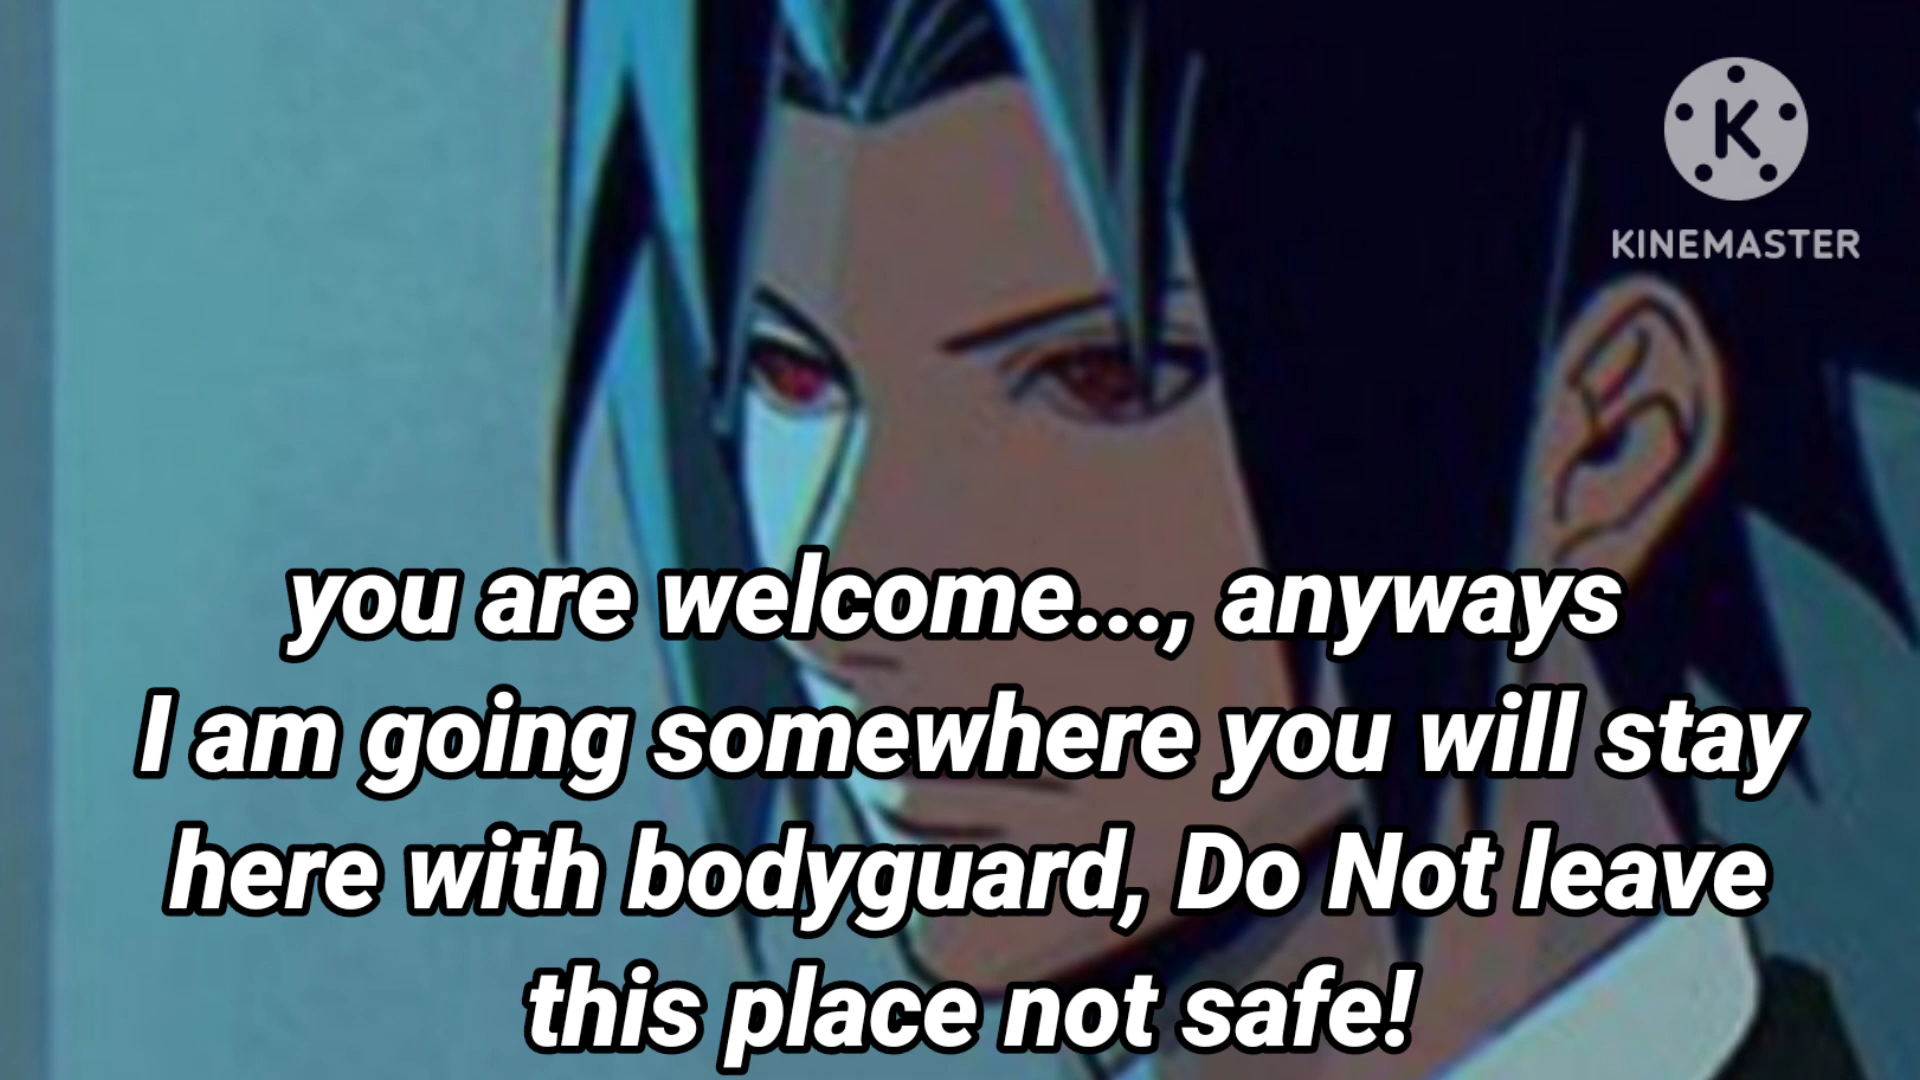 KINEMASTER
you are welcome..., anyways
I am going somewhere you will stay
here with bodyguard, Do Not leave
this place not safe!